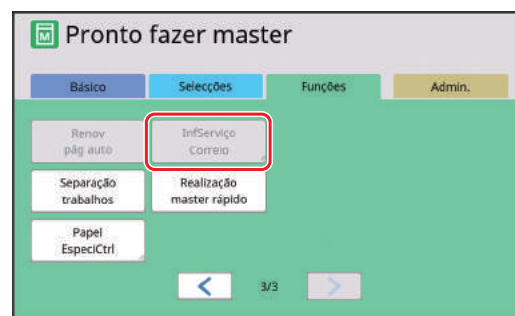 M
Pronto fazer master
Básico
Selecções
Funções
Admin.
Renov
pág auto
InfServiço
Correio
Separação
trabalhos
Realização
master rápido
Papel
EspeciCtrl
3/3